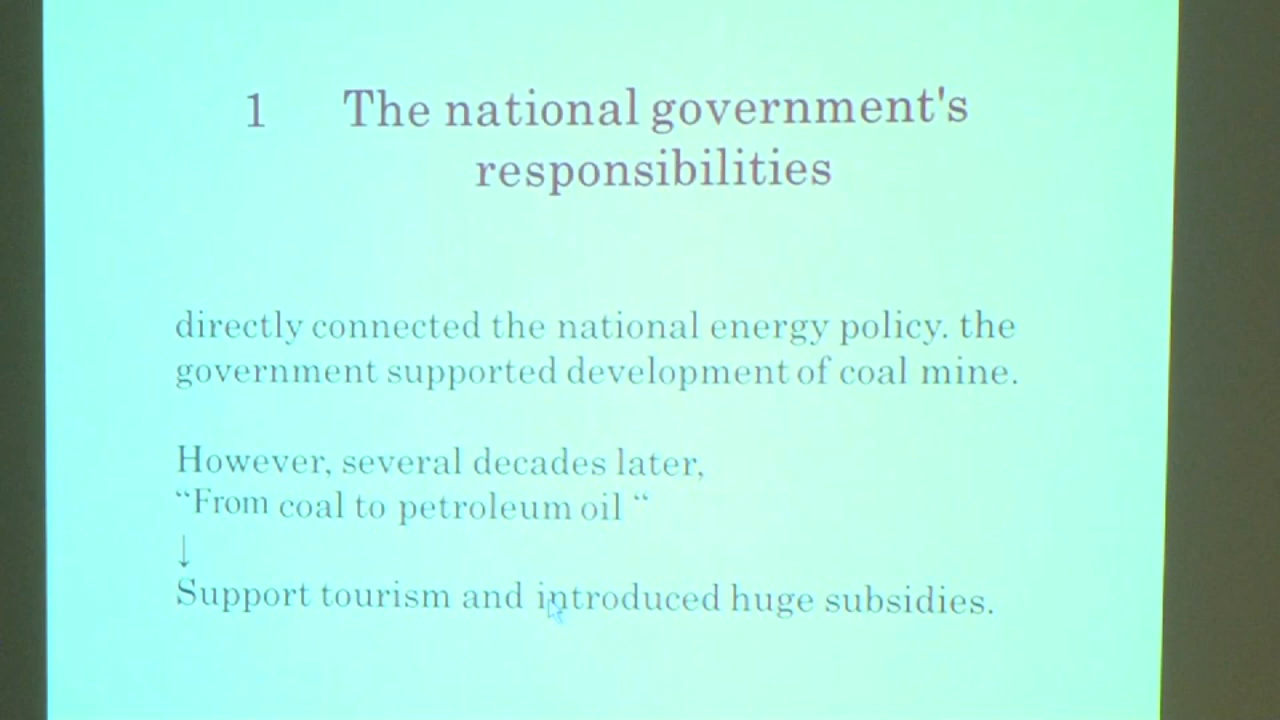 1 The national government's
responsibilities
directly connected the national energy policy. the
government supported development of coal mine.
However, several decades later,
“From coal to petroleum oil “
↓
Support tourism and introduced huge subsidies.